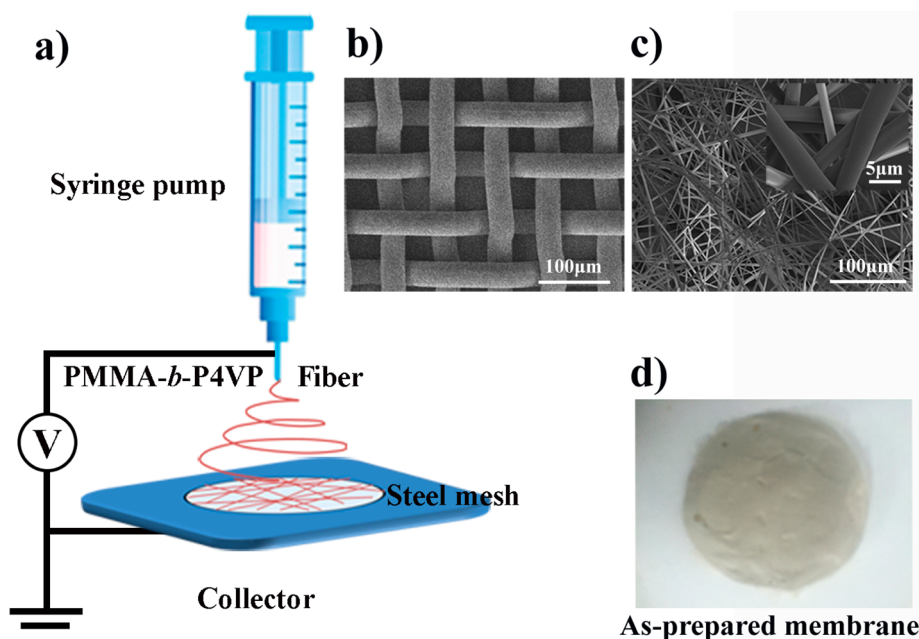 a)
b)
c)
Syringe pump
5μm
100μm
100μm
PMMA-b-P4VP
Fiber
d)
V
Steel mesh
Collector
As-prepared membrane